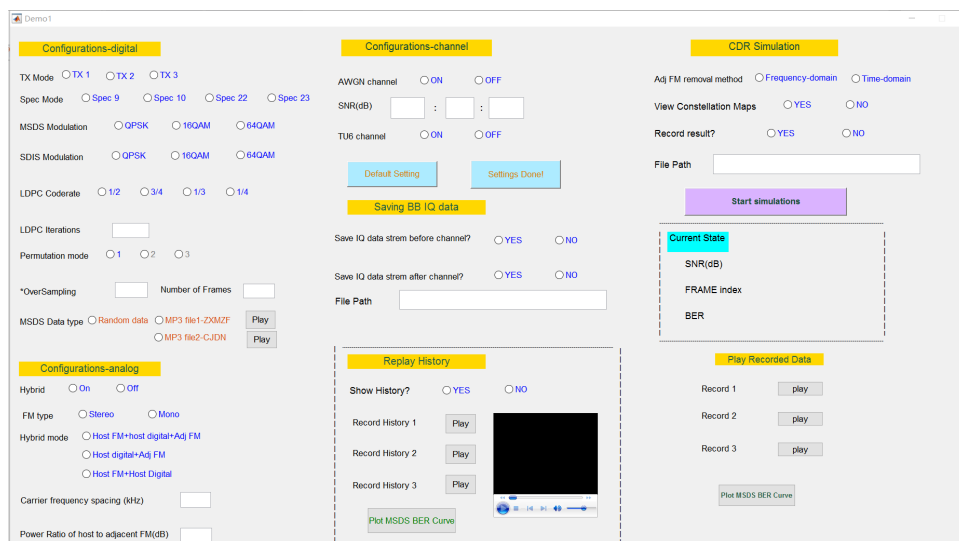 Demo1
Configurations-digital
TX Mode TX 1 TX 2 TX 3
Spec Mode Spec 9 Spec 10 Spec 22 Spec 23
MSDS Modulation QPSK 16QAM 64QAM
SDIS Modulation QPSK 16QAM 64QAM
LDPC Coderate 1/2 3/4 1/3 1/4
LDPC Iterations
Permutation mode 1 2 3
*OverSampling Number of Frames
MSDS Data type Random data MP3 file1-ZXMZF Play
MP3 file2-CJDN Play
Configurations-analog
Hybrid On Off
FM type Stereo Mono
Hybrid mode Host FM+host digital+Adj FM
Host digital+Adj FM
Host FM+Host Digital
Carrier frequency spacing (kHz)
Power Ratio of host to adjacent FM(dB)
Configurations-channel
AWGN channel ON OFF
SNR(dB) : :
TU6 channel ON OFF
Default Setting Settings Done!
Saving BB IQ data
Save IQ data strem before channel? YES NO
Save IQ data strem after channel? YES NO
File Path
Replay History
Show History? YES NO
Record History 1 Play
Record History 2 Play
Record History 3 Play
Plot MSDS BER Curve
CDR Simulation
Adj FM removal method Frequency-domain Time-domain
View Constellation Maps YES NO
Record result? YES NO
File Path
Start simulations
Current State
SNR(dB)
FRAME index
BER
Play Recorded Data
Record 1 play
Record 2 play
Record 3 play
Plot MSDS BER Curve